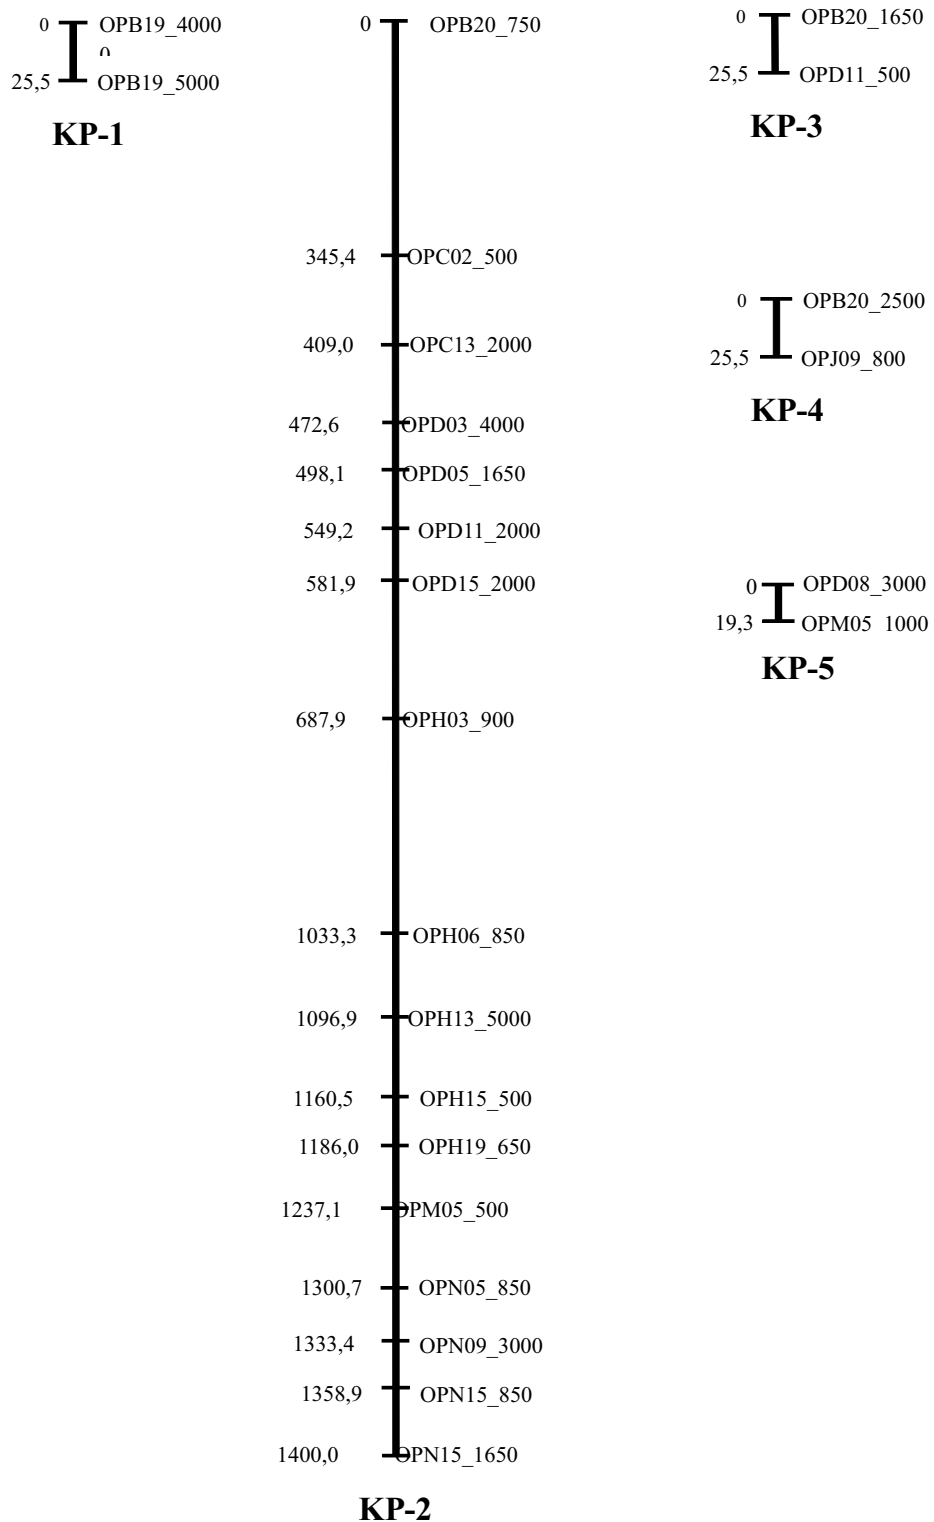 0 OPB19_4000
0
25,5 OPB19_5000
KP-1
0 OPB20_750
345,4 OPC02_500
409,0 OPC13_2000
472,6 OPD03_4000
498,1 OPD05_1650
549,2 OPD11_2000
581,9 OPD15_2000
687,9 OPH03_900
1033,3 OPH06_850
1096,9 OPH13_5000
1160,5 OPH15_500
1186,0 OPH19_650
1237,1 OPM05_500
1300,7 OPN05_850
1333,4 OPN09_3000
1358,9 OPN15_850
1400,0 OPN15_1650
KP-2
0 OPB20_1650
25,5 OPD11_500
KP-3
0 OPB20_2500
25,5 OPJ09_800
KP-4
0 OPD08_3000
19,3 OPM05 1000
KP-5